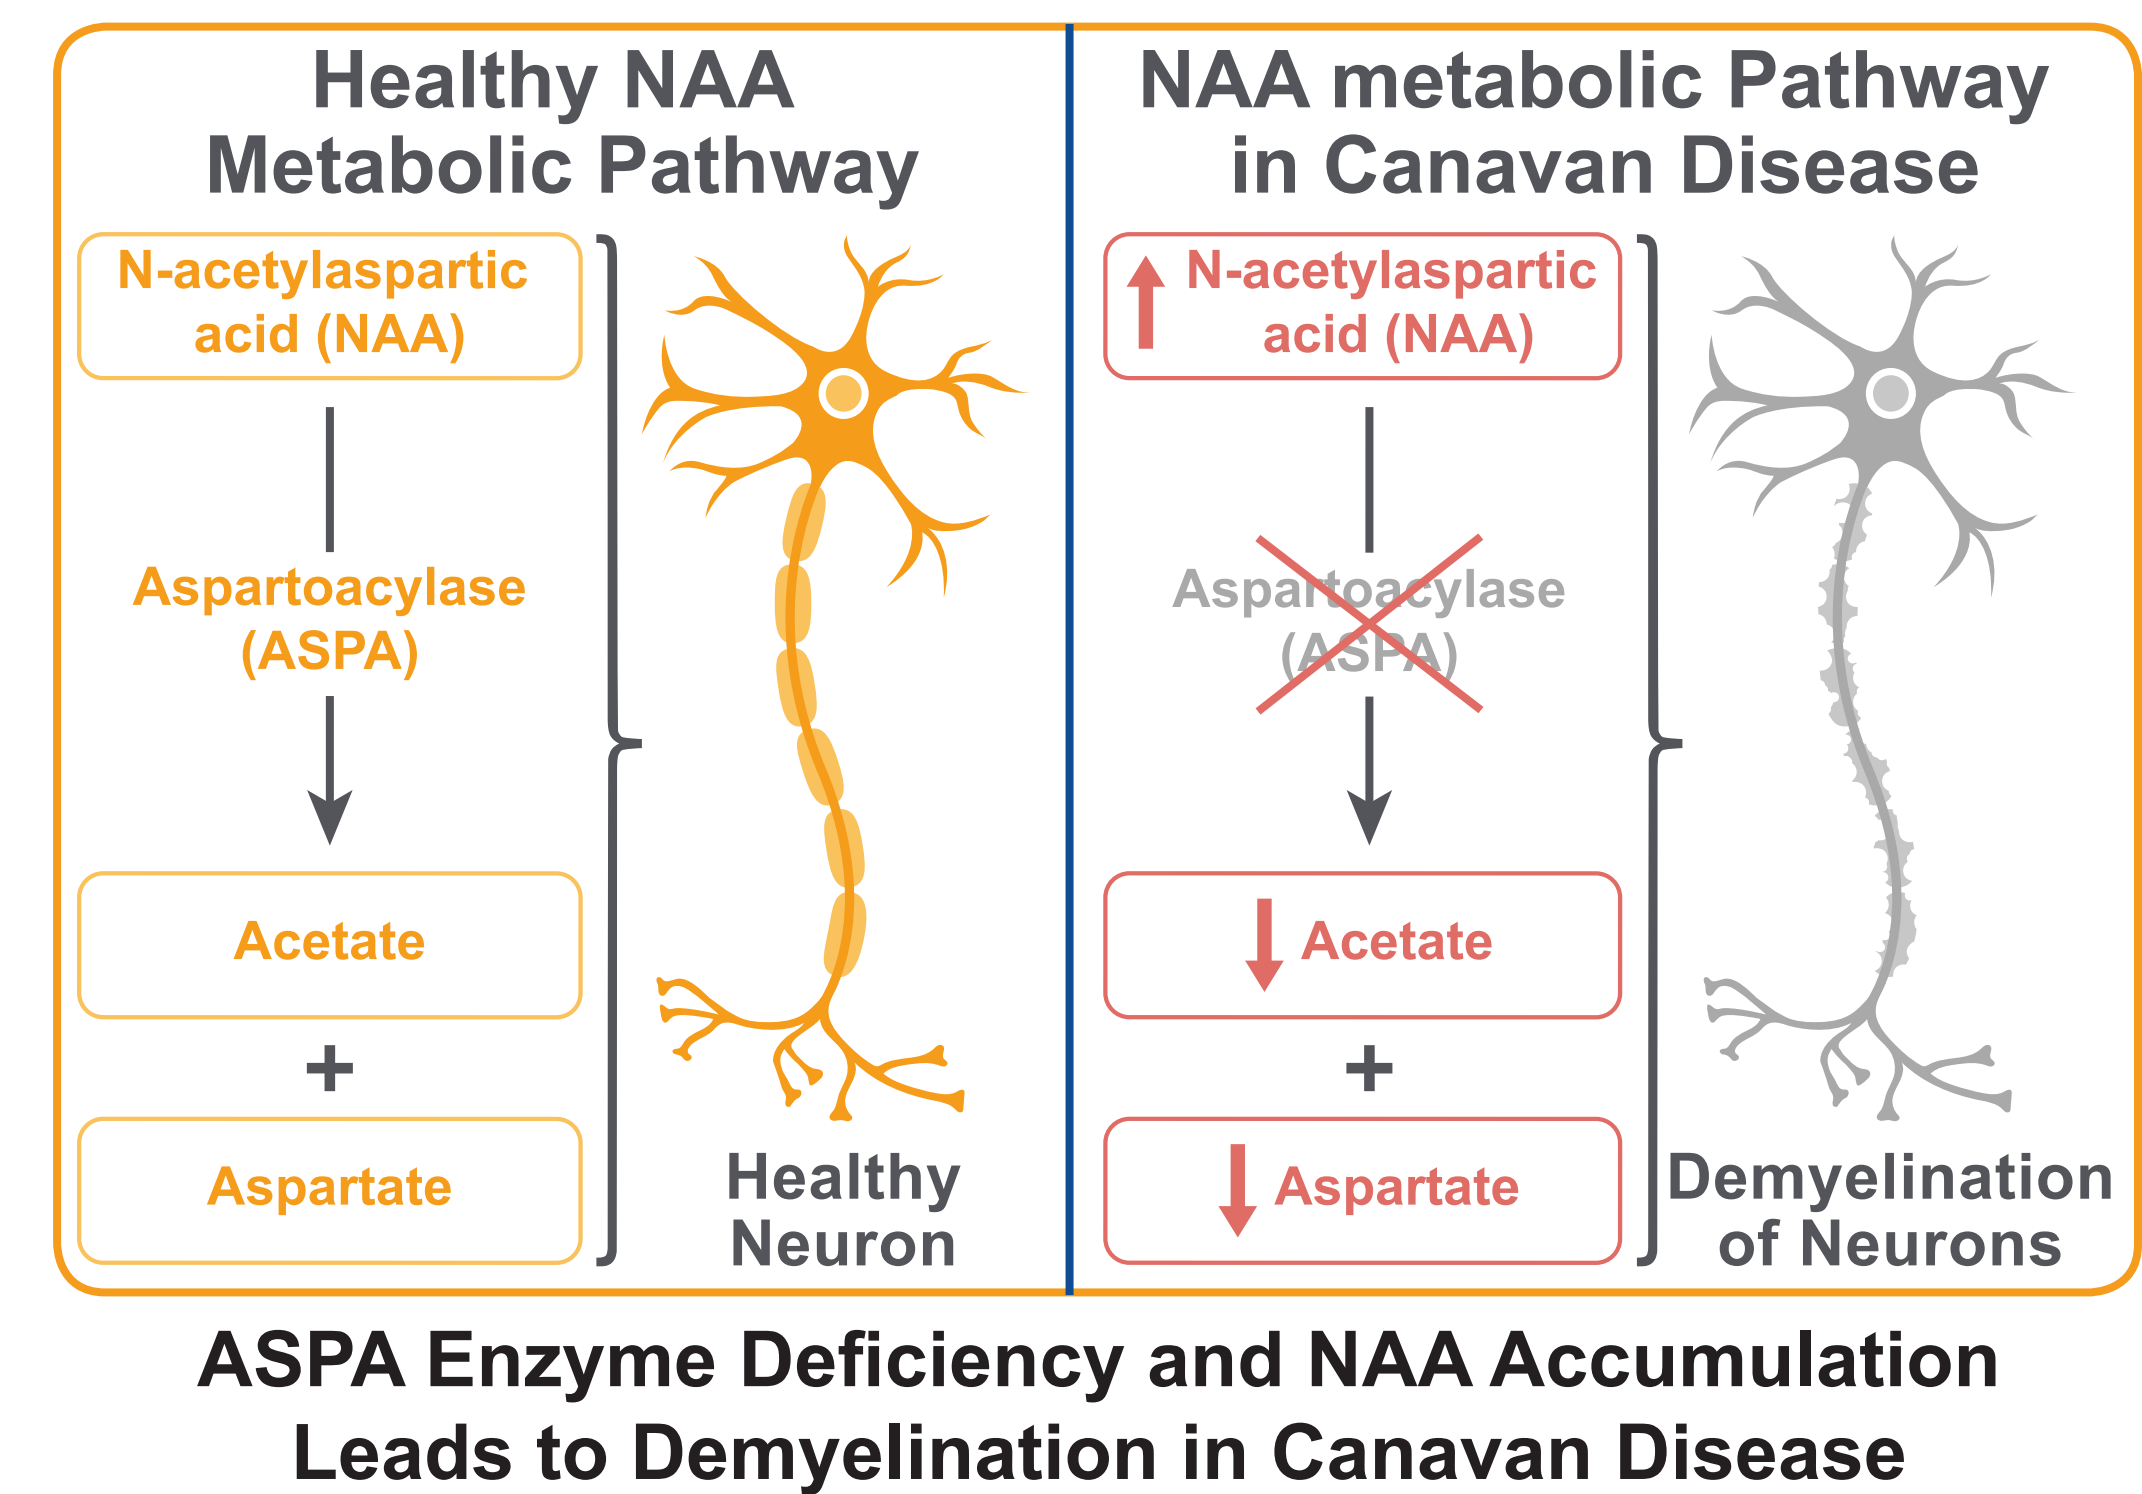 Healthy NAA
Metabolic Pathway
N-acetylaspartic
acid (NAA)
Aspartoacylase
(ASPA)
Acetate
+
Aspartate
Healthy
Neuron
NAA metabolic Pathway
in Canavan Disease
N-acetylaspartic
acid (NAA)
Aspartoacylase
(ASPA)
Acetate
+
Aspartate
Demyelination
of Neurons
ASPA Enzyme Deficiency and NAA Accumulation
Leads to Demyelination in Canavan Disease